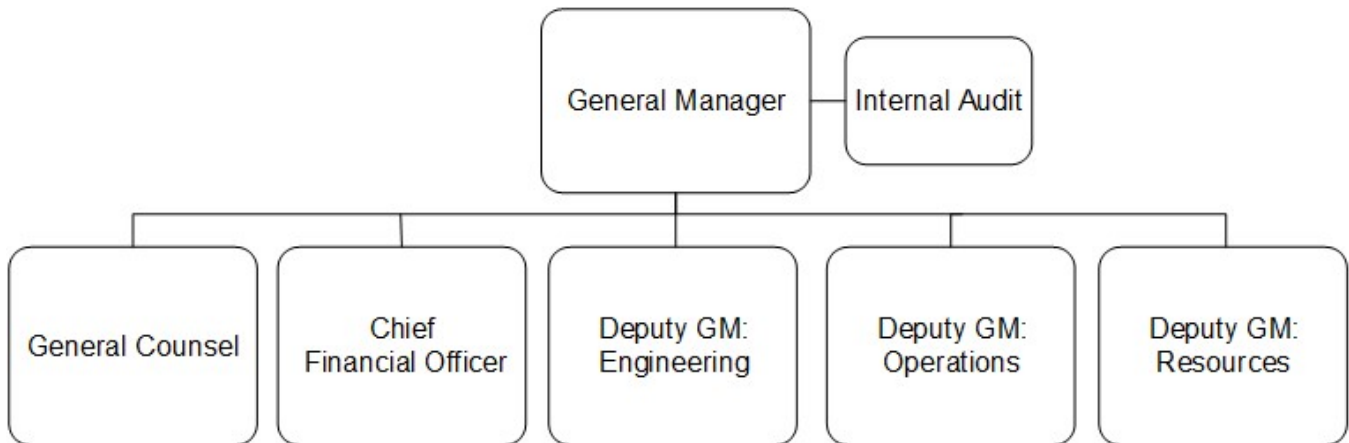 General Manager
Internal Audit
General Counsel
Chief
Financial Officer
Deputy GM:
Engineering
Deputy GM:
Operations
Deputy GM:
Resources